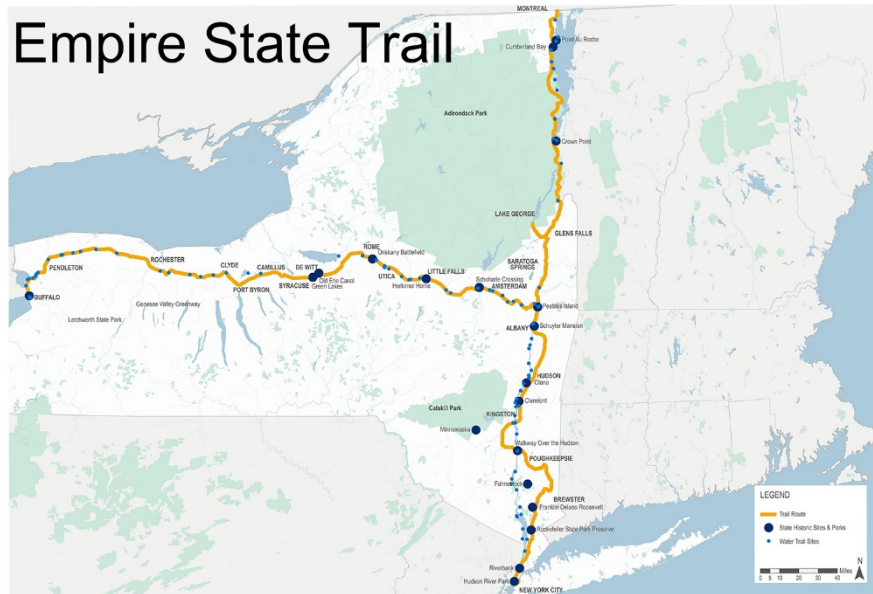 Empire State Trail
MONTREAL
Point Au Roche
Cumberland Bay
Adirondack Park
Crown Point
LAKE GEORGE
GLENS FALLS
SARATOGA
SPRINGS
ROME
Oriskany Battlefield
ROCHESTER
CLYDE
CAMILLUS
DE WITT
PENDLETON
UTICA
LITTLE FALLS
Herkimer Home
Schoharie Crossing
AMSTERDAM
Old Erie Canal
SYRACUSE
Green Lakes
PORT BYRON
BUFFALO
Genesee Valley Greenway
Letchworth State Park
Peebles Island
ALBANY
Schuyler Mansion
HUDSON
Olana
Clermont
Catskill Park
KINGSTON
Minnewaska
Walkway Over the Hudson
POUGHKEEPSIE
Fahnestock
BREWSTER
Franklin Delano Roosevelt
Rockefeller State Park Preserve
Riverbank
Hudson River Park
NEW YORK CITY
LEGEND
Trail Route
State Historic Sites & Parks
Water Trail Sites
Miles
N
0 5 10 20 30 40